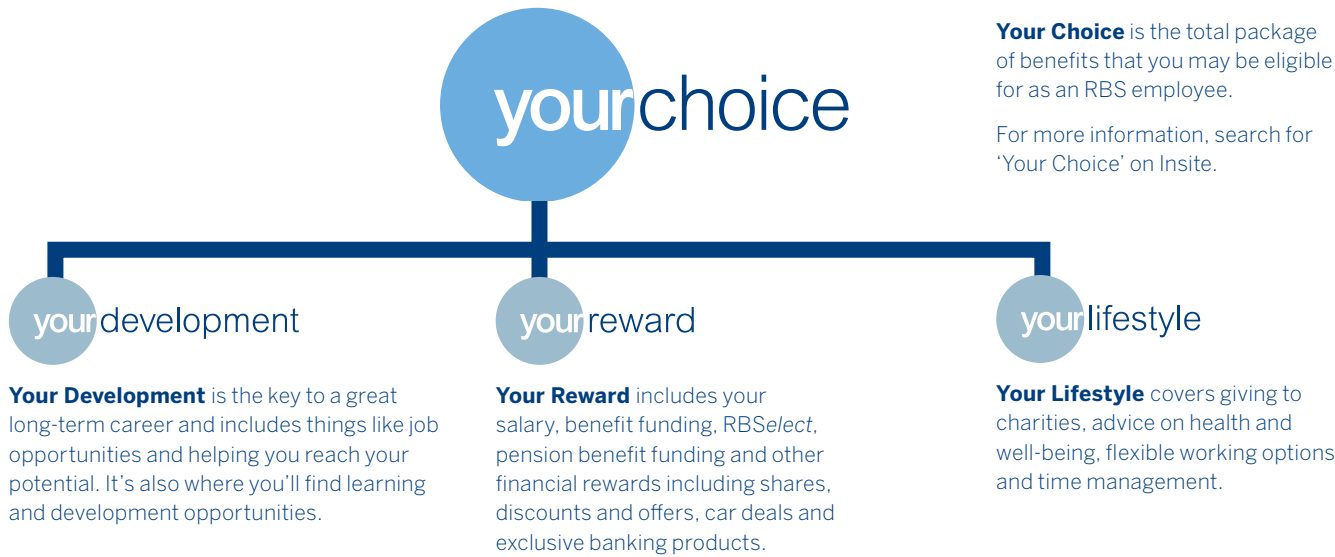 yourchoice
Your Choice is the total package
of benefits that you may be eligible
for as an RBS employee.
For more information, search for
‘Your Choice’ on Insite.
yourdevelopment
Your Development is the key to a great
long-term career and includes things like job
opportunities and helping you reach your
potential. It’s also where you’ll find learning
and development opportunities.
yourreward
Your Reward includes your
salary, benefit funding, RBSelect,
pension benefit funding and other
financial rewards including shares,
discounts and offers, car deals and
exclusive banking products.
yourlifestyle
Your Lifestyle covers giving to
charities, advice on health and
well-being, flexible working options
and time management.